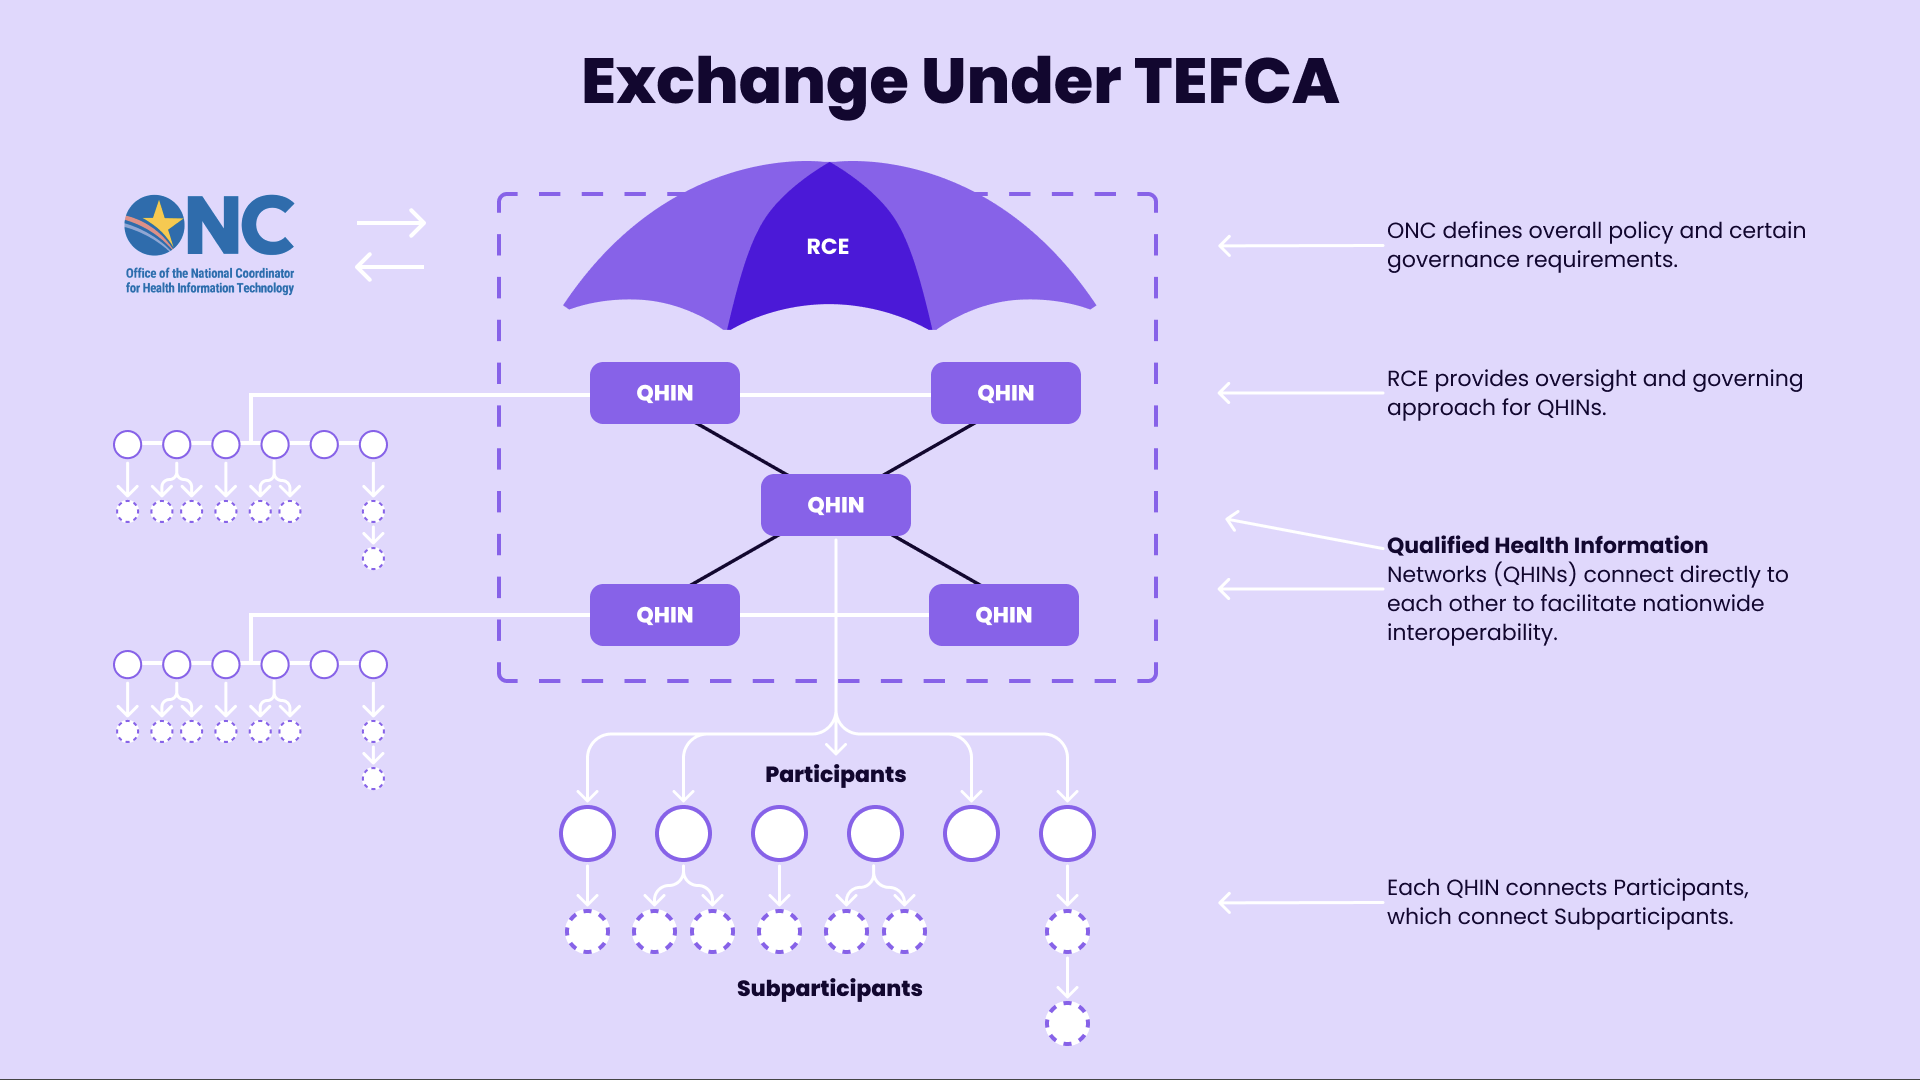 Exchange Under TEFCA
ONC
Office of the National Coordinator
for Health Information Technology
RCE
ONC defines overall policy and certain
governance requirements.
QHIN
QHIN
RCE provides oversight and governing
approach for QHINs.
QHIN
Qualified Health Information
Networks (QHINs) connect directly to
each other to facilitate nationwide
interoperability.
QHIN
QHIN
Participants
Each QHIN connects Participants,
which connect Subparticipants.
Subparticipants